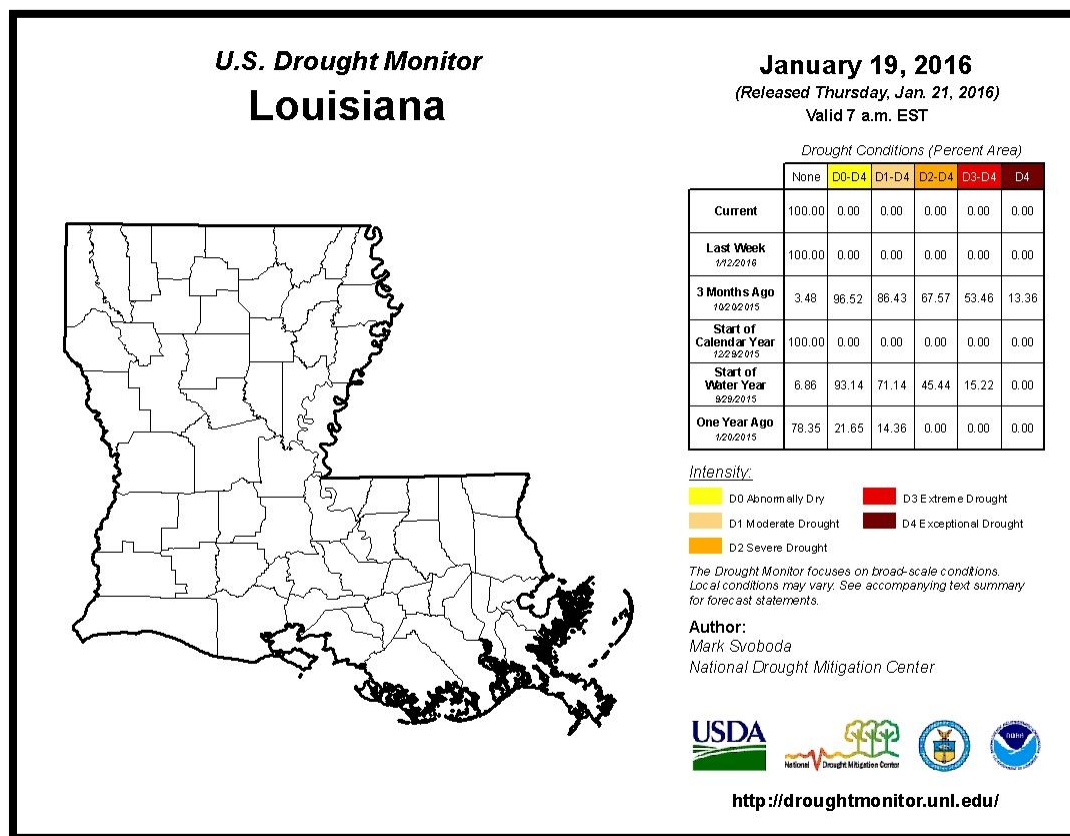 U.S. Drought Monitor
Louisiana
January 19, 2016
(Released Thursday, Jan. 21, 2016)
Valid 7 a.m. EST
Drought Conditions (Percent Area)
None D0-D4 D1-D4 D2-D4 D3-D4 D4
Current 100.00 0.00 0.00 0.00 0.00 0.00
Last Week 1/12/2016 100.00 0.00 0.00 0.00 0.00 0.00
3 Months Ago 10/20/2015 3.48 96.52 86.43 67.57 53.46 13.36
Start of Calendar Year 12/29/2015 100.00 0.00 0.00 0.00 0.00 0.00
Start of Water Year 9/29/2015 6.86 93.14 71.14 45.44 15.22 0.00
One Year Ago 1/20/2015 78.35 21.65 14.36 0.00 0.00 0.00
Intensity:
D0 Abnormally Dry D3 Extreme Drought
D1 Moderate Drought D4 Exceptional Drought
D2 Severe Drought
The Drought Monitor focuses on broad-scale conditions.
Local conditions may vary. See accompanying text summary
for forecast statements.
Author:
Mark Svoboda
National Drought Mitigation Center
USDA
National Drought Mitigation Center
NOAA
http://droughtmonitor.unl.edu/